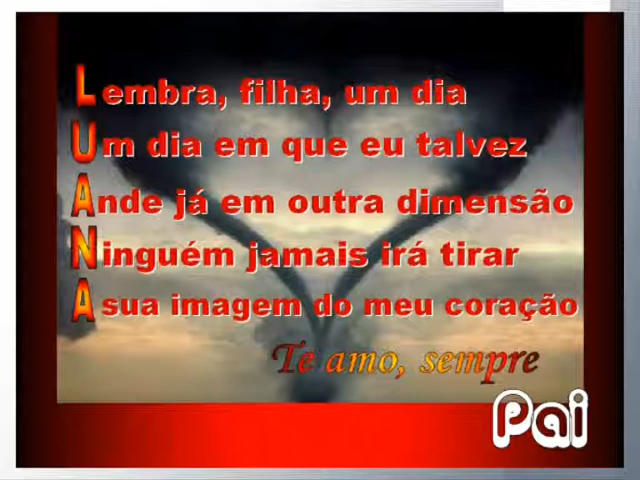 Lembra, filha, um dia
Um dia em que eu talvez
Ande já em outra dimensão
Ninguém jamais irá tirar
A sua imagem do meu coração
Te amo, sempre
Pai